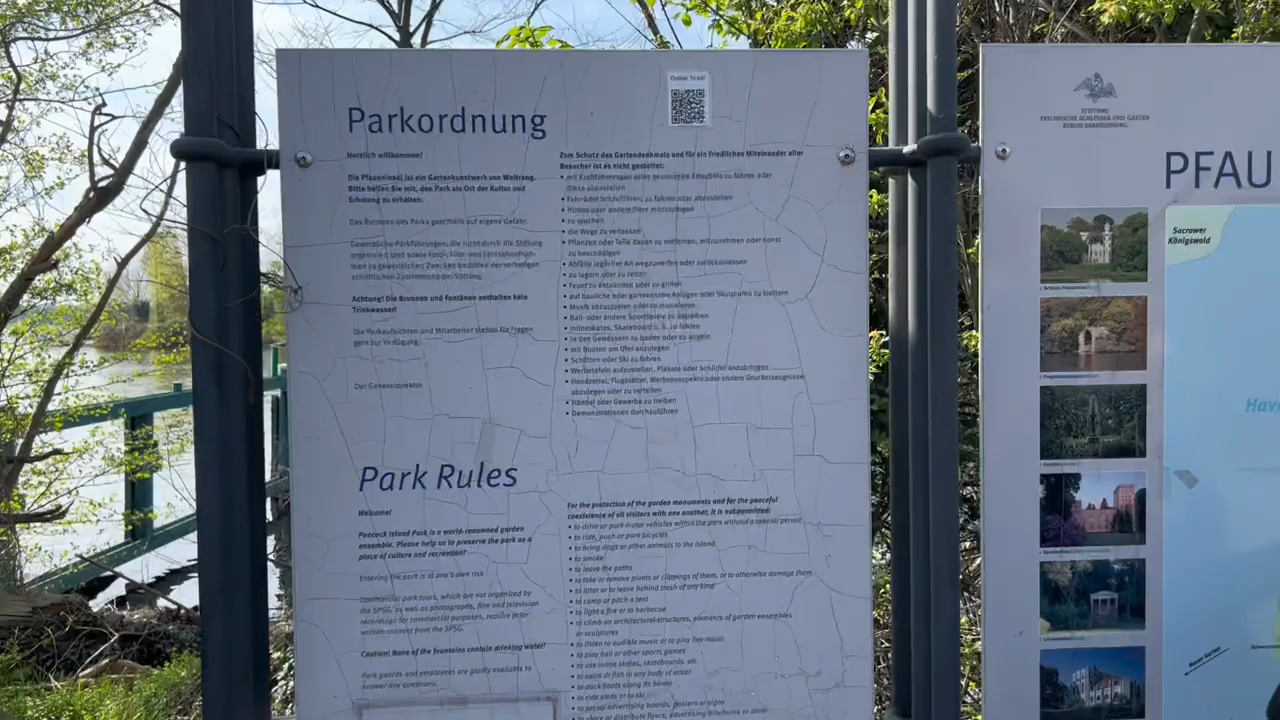 Parkordnung
Online Ticket
Herzlich willkommen!
Die Pfaueninsel ist ein Gartenkunstwerk von Weltrang.
Bitte helfen Sie mit, den Park als Ort der Kultur und
Erholung zu erhalten.
Das Betreten des Parks geschieht auf eigene Gefahr.
Gewerbliche Parkführungen, die nicht durch die Stiftung
organisiert sind sowie Foto-, Film- und Fernsehaufnah-
men zu gewerblichen Zwecken bedürfen der vorherigen
schriftlichen Zustimmung der Stiftung.
Achtung! Die Brunnen und Fontänen enthalten kein
Trinkwasser!
Die Parkaufsichten und Mitarbeiter stehen für Fragen
gern zur Verfügung.
Der Generaldirektor
Zum Schutz des Gartendenkmals und für ein friedliches Miteinander aller
Besucher ist es nicht gestattet:
• mit Kraftfahrzeugen ohne gesonderte Erlaubnis zu fahren oder
diese abzustellen
• Fahrräder mitzuführen, zu fahren oder abzustellen
• Hunde oder andere Tiere mitzubringen
• zu rauchen
• die Wege zu verlassen
• Pflanzen oder Teile davon zu entfernen, mitzunehmen oder sonst
zu beschädigen
• Abfälle jeglicher Art wegzuwerfen oder zurückzulassen
• zu lagern oder zu zelten
• Feuer zu entzünden oder zu grillen
• auf bauliche oder gartenkunstliche Anlagen oder Skulpturen zu klettern
• Musik abzuspielen oder zu musizieren
• Ball- oder andere Sportspiele zu betreiben
• Inlineskates, Skateboard u. ä. zu fahren
• in den Gewässern zu baden oder zu angeln
• mit Booten am Ufer anzulegen
• Schlitten oder Ski zu fahren
• Werbetafeln aufzustellen, Plakate oder Schilder anzubringen
• Handzettel, Flugblätter, Werbeprospekte oder andere Druckerzeugnisse
abzulegen oder zu verteilen
• Handel oder Gewerbe zu treiben
• Demonstrationen durchzuführen
Park Rules
Welcome!
Peacock Island Park is a world-renowned garden
ensemble. Please help us to preserve the park as a
place of culture and recreation!
Entering the park is at one's own risk
Commercial park tours, which are not organized by
the SPSG, as well as photographs, film and television
recordings for commercial purposes, require prior
written consent from the SPSG.
Caution! None of the fountains contain drinking water!
Park guards and employees are gladly available to
answer any questions.
For the protection of the garden monuments and for the peaceful
coexistence of all visitors with one another, it is not permitted:
• to drive or park motor vehicles within the park without a special permit
• to ride, push or park bicycles
• to bring dogs or other animals to the island
• to smoke
• to leave the paths
• to take or remove plants or clippings of them, or to otherwise damage them
• to litter or to leave behind trash of any kind
• to camp or pitch a tent
• to light a fire or to barbecue
• to climb on architectural structures, elements of garden ensembles
or sculptures
• to listen to audible music or to play live music
• to play ball or other sports games
• to use inline skates, skateboards, etc.
• to swim or fish in any body of water
• to dock boats along its banks
• to ride sleds or to ski
• to set up advertising boards, posters or signs
• to place or distribute flyers, advertising brochures or other
STIFTUNG
PREUSSISCHE SCHLÖSSER UND GÄRTEN
BERLIN-BRANDENBURG
PFAU
Sacrower
Königswald
Hav
Neuer Garten